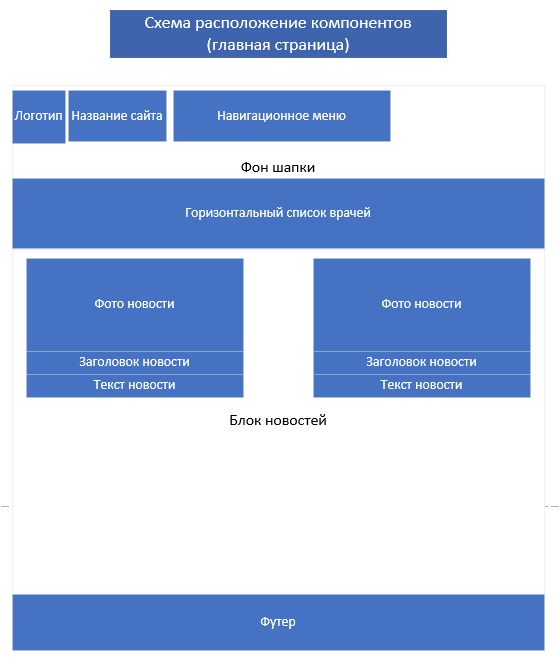 Схема расположение компонентов
(главная страница)
Логотип
Название сайта
Навигационное меню
Фон шапки
Горизонтальный список врачей
Фото новости
Фото новости
Заголовок новости
Заголовок новости
Текст новости
Текст новости
Блок новостей
Футер